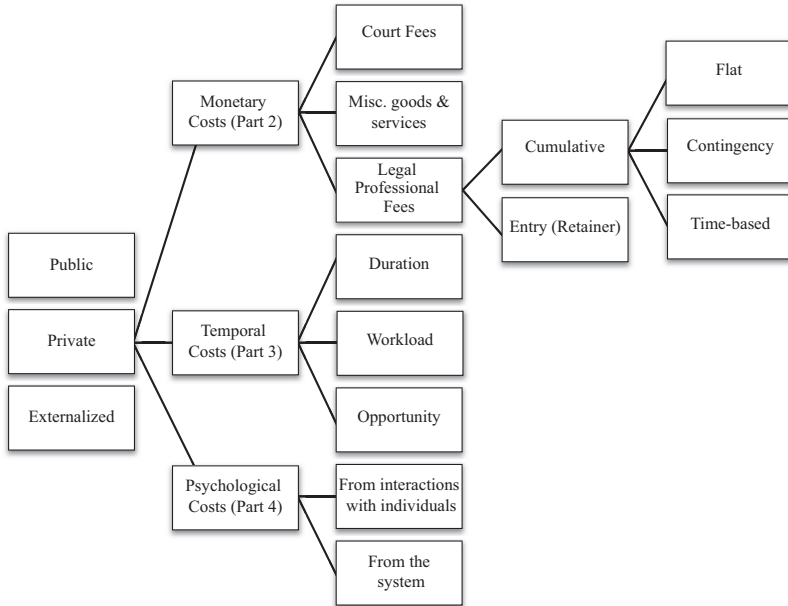 Public
Private
Externalized
Monetary
Costs (Part 2)
Temporal
Costs (Part 3)
Psychological
Costs (Part 4)
Court Fees
Misc. goods &
services
Legal
Professional
Fees
Duration
Workload
Opportunity
From interactions
with individuals
From the
system
Cumulative
Entry (Retainer)
Flat
Contingency
Time-based